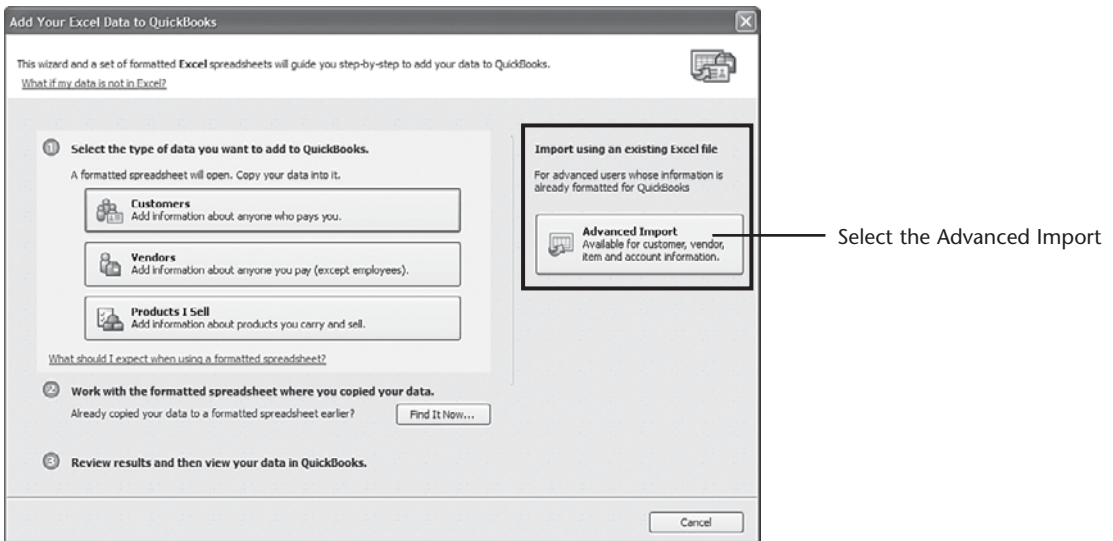 Add Your Excel Data to QuickBooks
This wizard and a set of formatted Excel spreadsheets will guide you step-by-step to add your data to QuickBooks.
What if my data is not in Excel?
1 Select the type of data you want to add to QuickBooks.
A formatted spreadsheet will open. Copy your data into it.
Customers
Add information about anyone who pays you.
Vendors
Add information about anyone you pay (except employees).
Products I Sell
Add information about products you carry and sell.
What should I expect when using a formatted spreadsheet?
2 Work with the formatted spreadsheet where you copied your data.
Already copied your data to a formatted spreadsheet earlier?
Find It Now...
3 Review results and then view your data in QuickBooks.
Import using an existing Excel file
For advanced users whose information is
already formatted for QuickBooks
Advanced Import
Available for customer, vendor,
item and account information.
Select the Advanced Import
Cancel